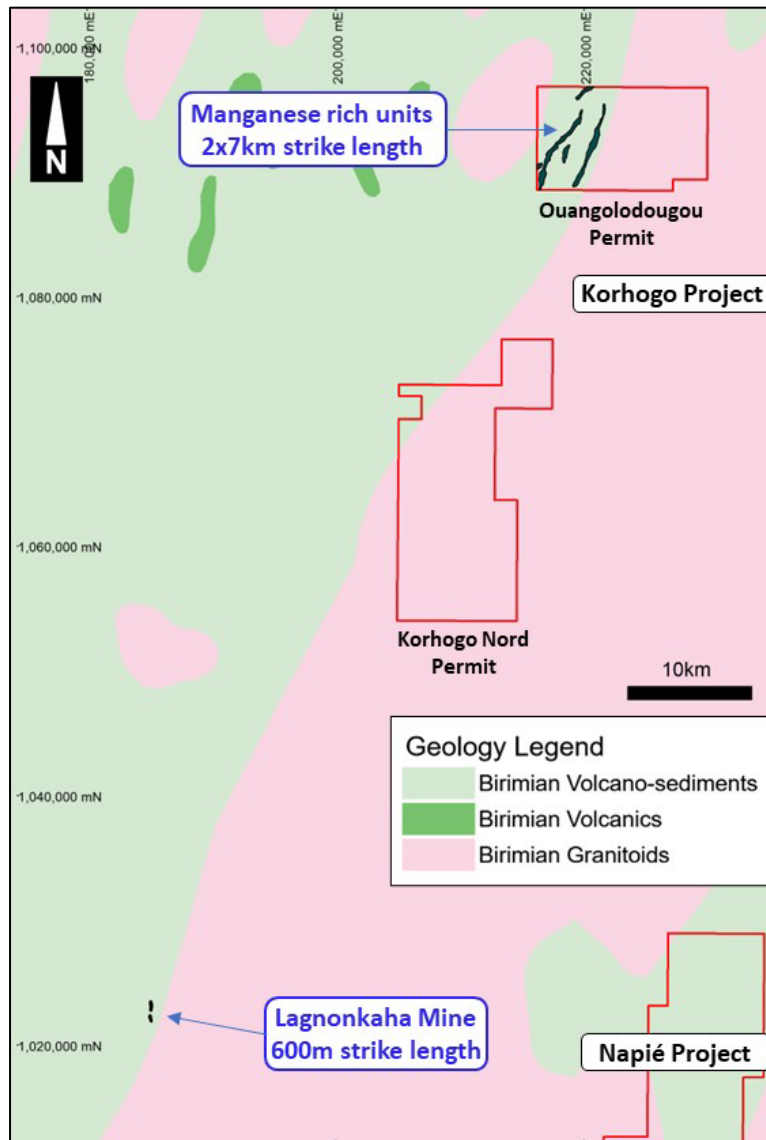 1,100,000 mN
180,000 mE
200,000 mE
220,000 mE
N
Manganese rich units
2x7km strike length
Ouangolodougou
Permit
1,080,000 mN
Korhogo Project
1,060,000 mN
Korhogo Nord
Permit
10km
Geology Legend
Birimian Volcano-sediments
Birimian Volcanics
Birimian Granitoids
1,040,000 mN
Lagnonkaha Mine
600m strike length
1,020,000 mN
Napié Project